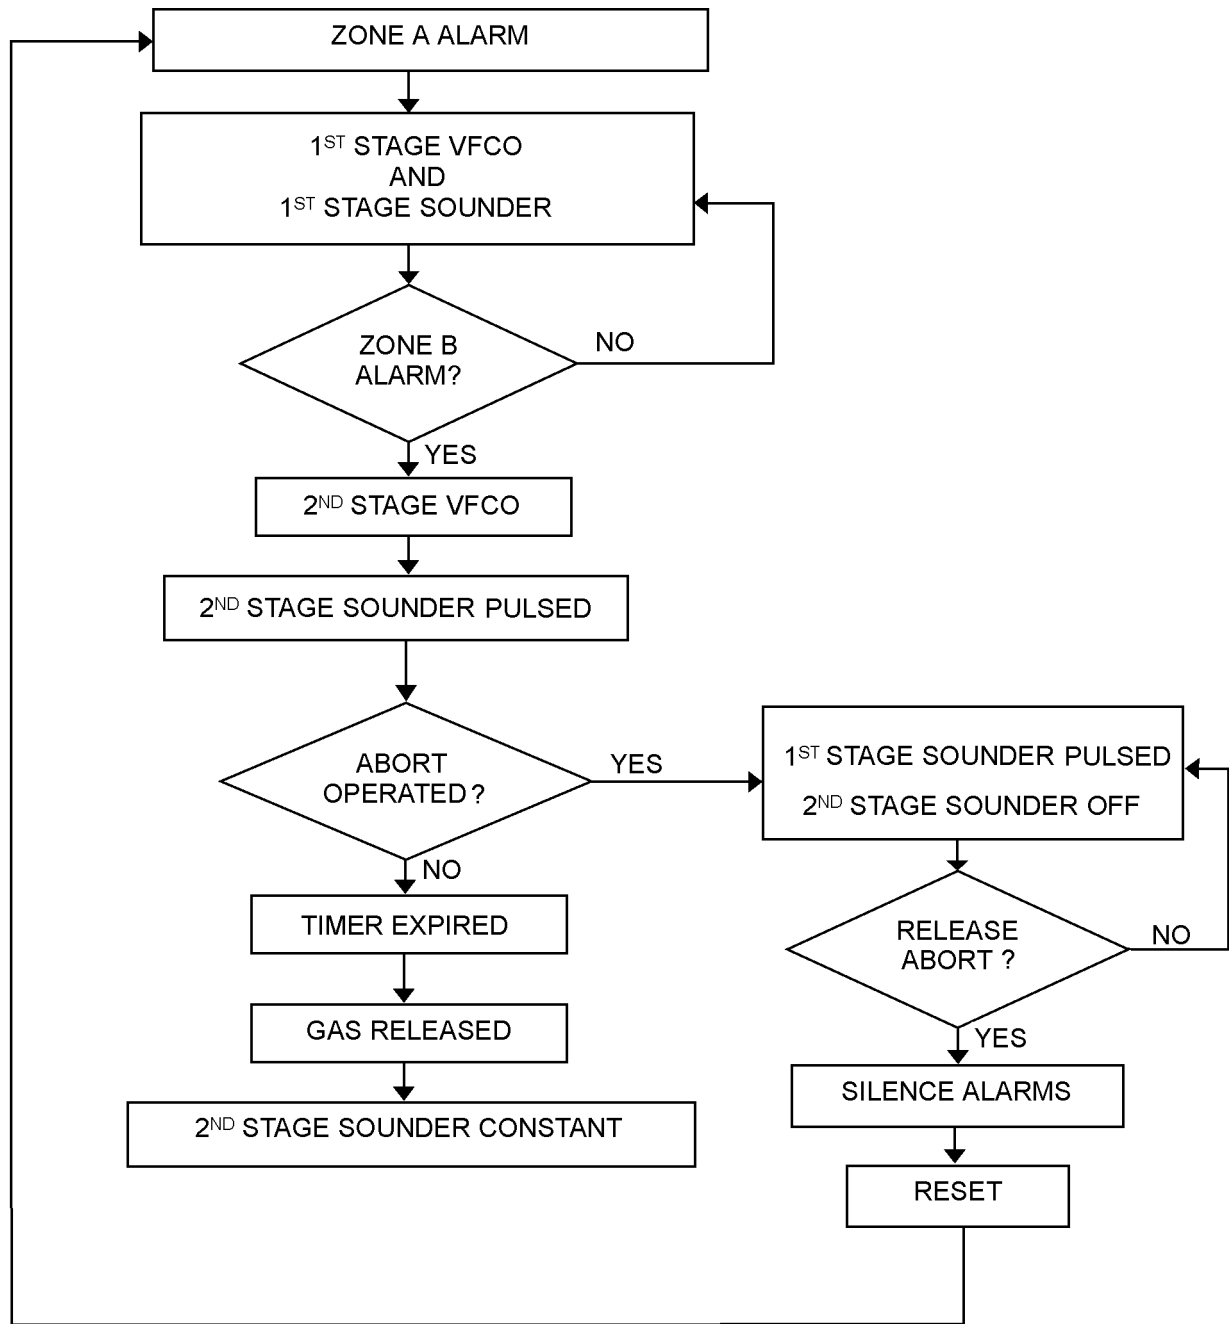 ZONE A ALARM
1ST STAGE VFCO
AND
1ST STAGE SOUNDER
ZONE B
ALARM?
NO
YES
2ND STAGE VFCO
2ND STAGE SOUNDER PULSED
ABORT
OPERATED?
YES
1ST STAGE SOUNDER PULSED
2ND STAGE SOUNDER OFF
NO
TIMER EXPIRED
RELEASE
ABORT ?
NO
GAS RELEASED
YES
SILENCE ALARMS
2ND STAGE SOUNDER CONSTANT
RESET